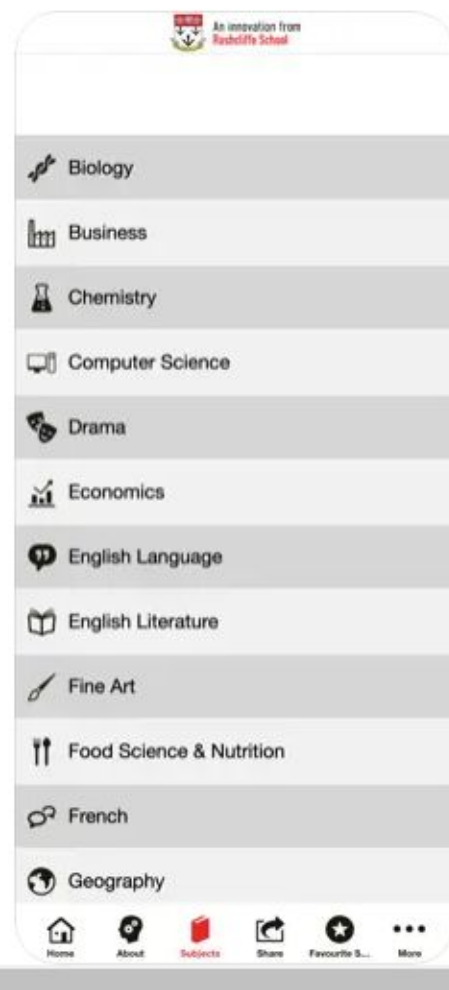 An innovation from
Rushcliffe School
Biology
Business
Chemistry
Computer Science
Drama
Economics
English Language
English Literature
Fine Art
Food Science & Nutrition
French
Geography
Home About Subjects Share Favourite S... More